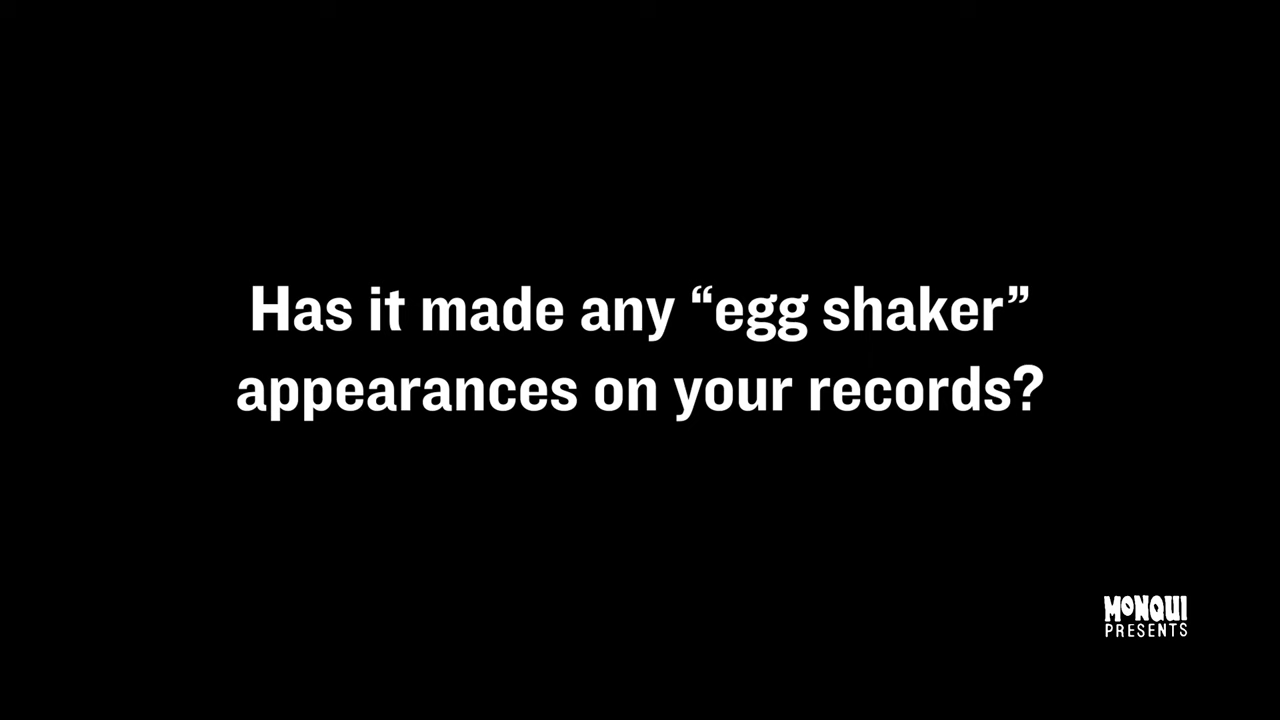 Has it made any “egg shaker”
appearances on your records?
MONQUI
PRESENTS